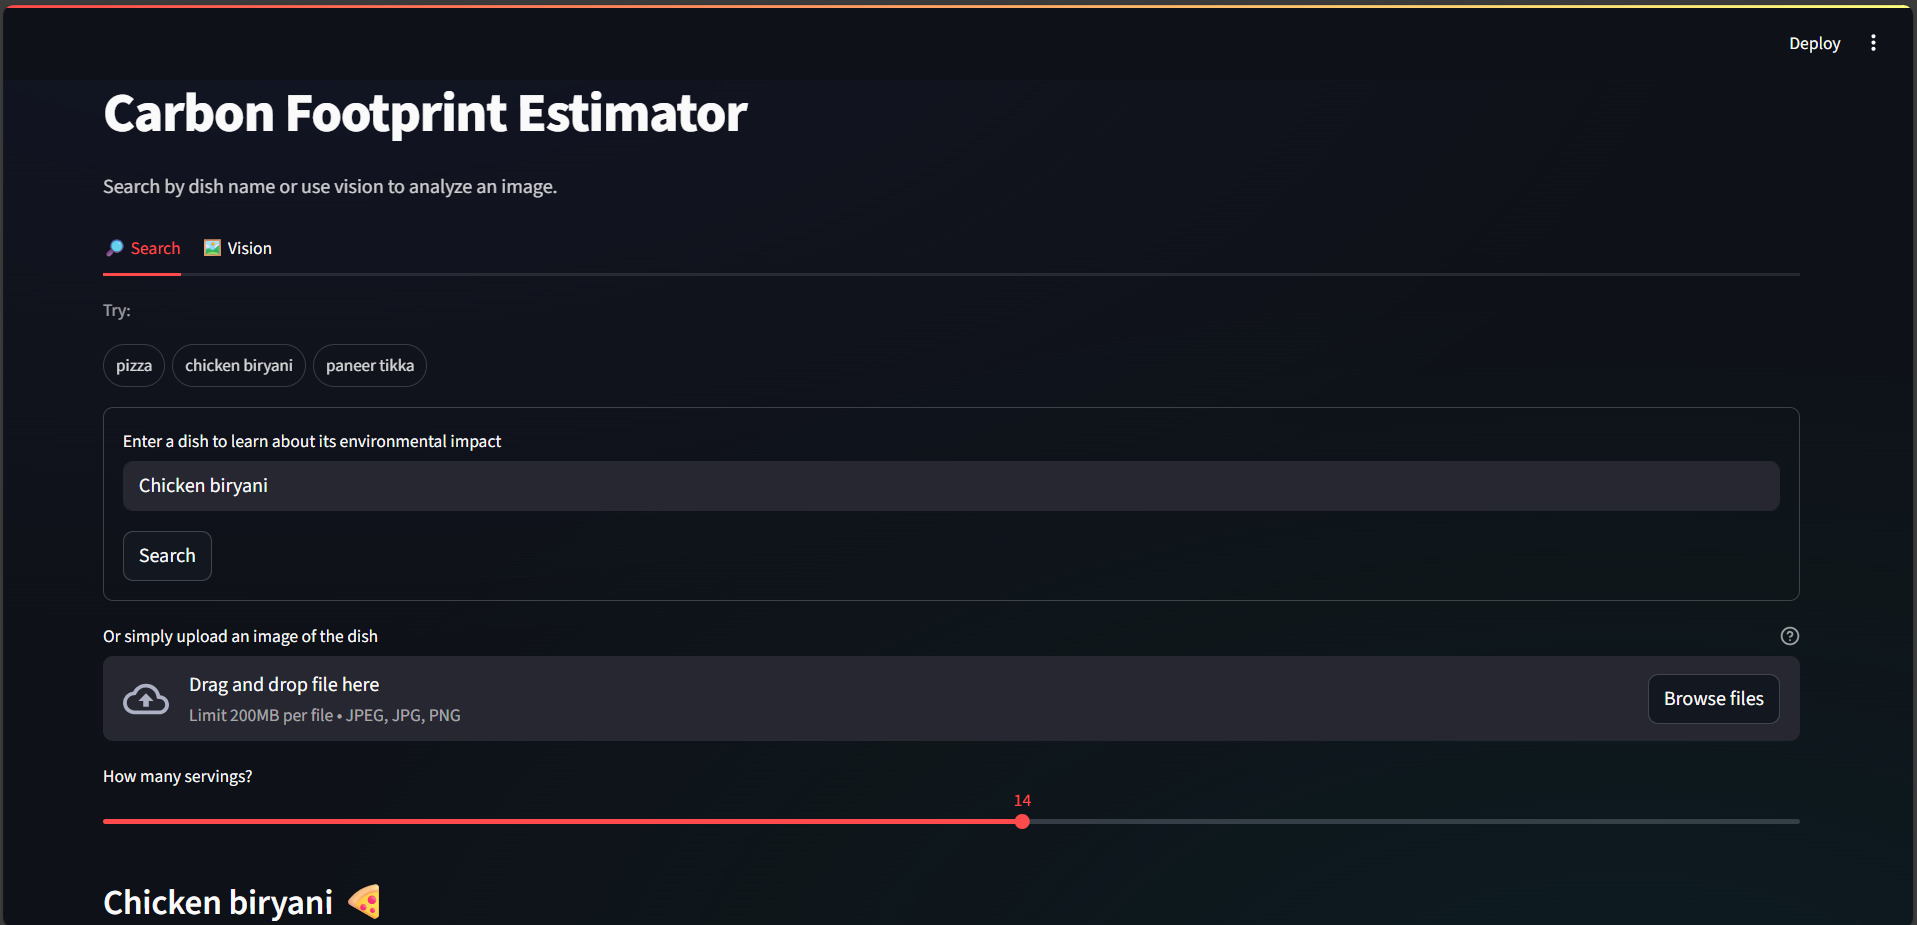 Deploy
Carbon Footprint Estimator
Search by dish name or use vision to analyze an image.
Search Vision
Try:
pizza chicken biryani paneer tikka
Enter a dish to learn about its environmental impact
Chicken biryani
Search
Or simply upload an image of the dish
Drag and drop file here
Limit 200MB per file • JPEG, JPG, PNG
Browse files
How many servings?
14
Chicken biryani